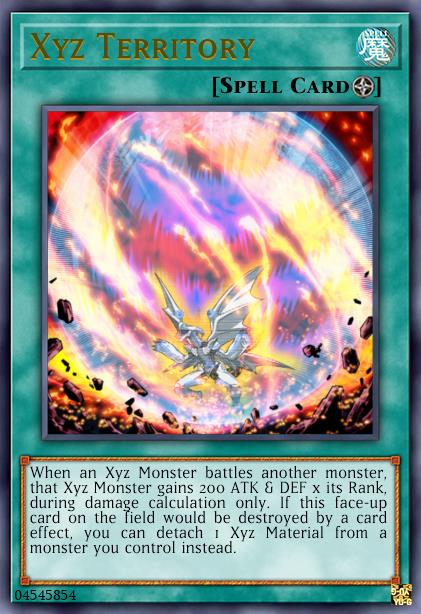 Xyz Territory
SPELL
魔
[Spell Card]
When an Xyz Monster battles another monster,
that Xyz Monster gains 200 ATK & DEF x its Rank,
during damage calculation only. If this face-up
card on the field would be destroyed by a card
effect, you can detach 1 Xyz Material from a
monster you control instead.
04545854